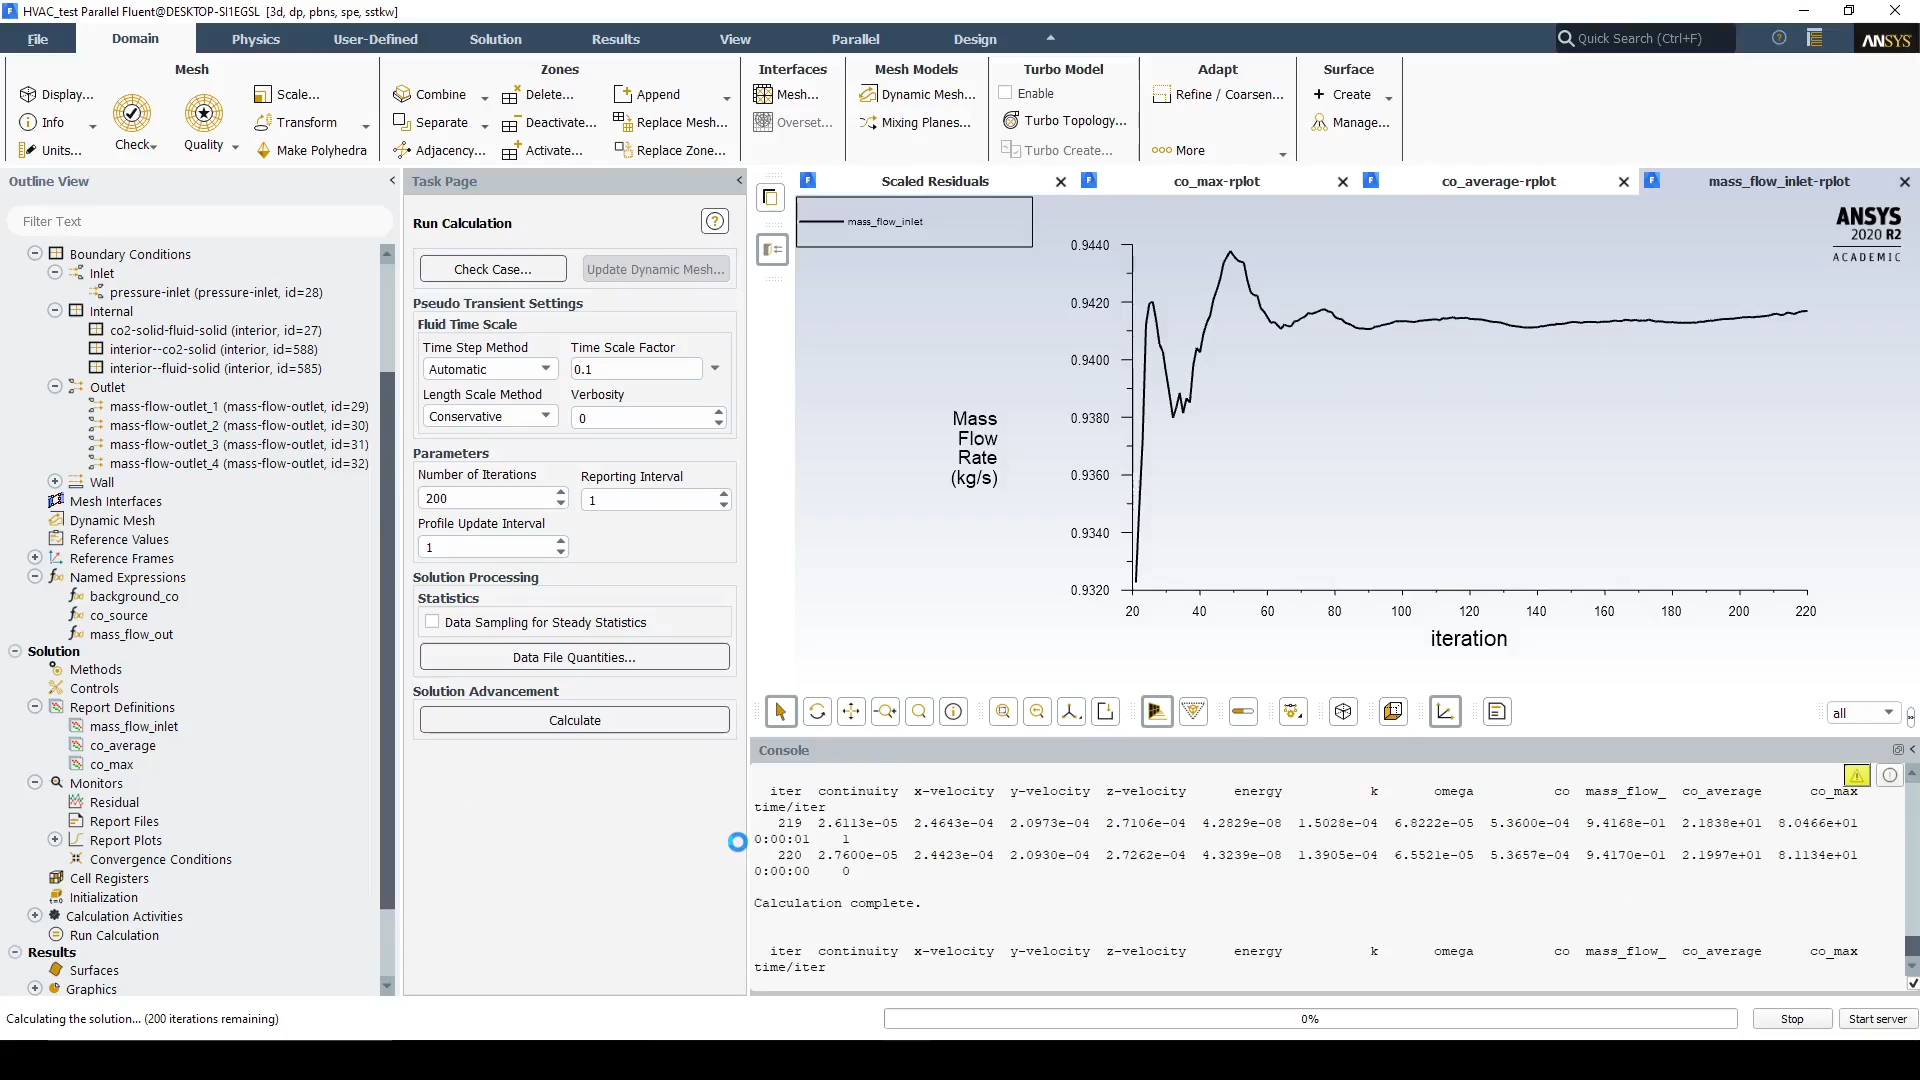 HVAC_test Parallel Fluent@DESKTOP-SI1EGSL [3d, dp, pbns, spe, sstkw]
File
Domain
Physics
User-Defined
Solution
Results
View
Parallel
Design
Quick Search (Ctrl+F)
ANSYS
Mesh
Display...
Info
Units...
Check
Quality
Scale...
Transform
Make Polyhedra
Zones
Combine
Separate
Adjacency...
Delete...
Deactivate...
Activate...
Append
Replace Mesh...
Replace Zone...
Interfaces
Mesh...
Overset...
Mesh Models
Dynamic Mesh...
Mixing Planes...
Turbo Model
Enable
Turbo Topology...
Turbo Create...
Adapt
Refine / Coarsen...
More
Surface
Create
Manage...
Outline View
Filter Text
Boundary Conditions
Inlet
pressure-inlet (pressure-inlet, id=28)
Internal
co2-solid-fluid-solid (interior, id=27)
interior--co2-solid (interior, id=588)
interior--fluid-solid (interior, id=585)
Outlet
mass-flow-outlet_1 (mass-flow-outlet, id=29)
mass-flow-outlet_2 (mass-flow-outlet, id=30)
mass-flow-outlet_3 (mass-flow-outlet, id=31)
mass-flow-outlet_4 (mass-flow-outlet, id=32)
Wall
Mesh Interfaces
Dynamic Mesh
Reference Values
Reference Frames
Named Expressions
background_co
co_source
mass_flow_out
Solution
Methods
Controls
Report Definitions
mass_flow_inlet
co_average
co_max
Monitors
Residual
Report Files
Report Plots
Convergence Conditions
Cell Registers
Initialization
Calculation Activities
Run Calculation
Results
Surfaces
Graphics
Task Page
Run Calculation
Check Case...
Update Dynamic Mesh...
Pseudo Transient Settings
Fluid Time Scale
Time Step Method
Time Scale Factor
Automatic
0.1
Length Scale Method
Verbosity
Conservative
0
Parameters
Number of Iterations
Reporting Interval
200
1
Profile Update Interval
1
Solution Processing
Statistics
Data Sampling for Steady Statistics
Data File Quantities...
Solution Advancement
Calculate
Scaled Residuals
co_max-rplot
co_average-rplot
mass_flow_inlet-rplot
mass_flow_inlet
ANSYS
2020 R2
ACADEMIC
0.9440
0.9420
0.9400
0.9380
0.9360
0.9340
0.9320
Mass
Flow
Rate
(kg/s)
20 40 60 80 100 120 140 160 180 200 220
iteration
all
Console
iter continuity x-velocity y-velocity z-velocity energy k omega co mass_flow_ co_average co_max
time/iter
219 2.6113e-05 2.4643e-04 2.0973e-04 2.7106e-04 4.2829e-08 1.5028e-04 6.8222e-05 5.3600e-04 9.4168e-01 2.1838e+01 8.0466e+01
0:00:01 1
220 2.7600e-05 2.4423e-04 2.0930e-04 2.7262e-04 4.3239e-08 1.3905e-04 6.5521e-05 5.3657e-04 9.4170e-01 2.1997e+01 8.1134e+01
0:00:00 0
Calculation complete.
iter continuity x-velocity y-velocity z-velocity energy k omega co mass_flow_ co_average co_max
time/iter
Calculating the solution... (200 iterations remaining)
0%
Stop
Start server